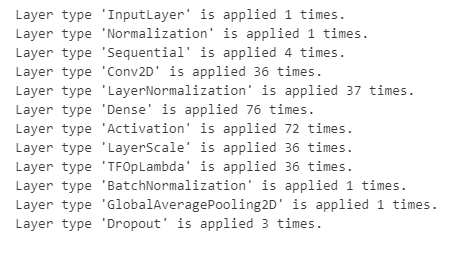 Layer type 'InputLayer' is applied 1 times.
Layer type 'Normalization' is applied 1 times.
Layer type 'Sequential' is applied 4 times.
Layer type 'Conv2D' is applied 36 times.
Layer type 'LayerNormalization' is applied 37 times.
Layer type 'Dense' is applied 76 times.
Layer type 'Activation' is applied 72 times.
Layer type 'LayerScale' is applied 36 times.
Layer type 'TFOpLambda' is applied 36 times.
Layer type 'BatchNormalization' is applied 1 times.
Layer type 'GlobalAveragePooling2D' is applied 1 times.
Layer type 'Dropout' is applied 3 times.